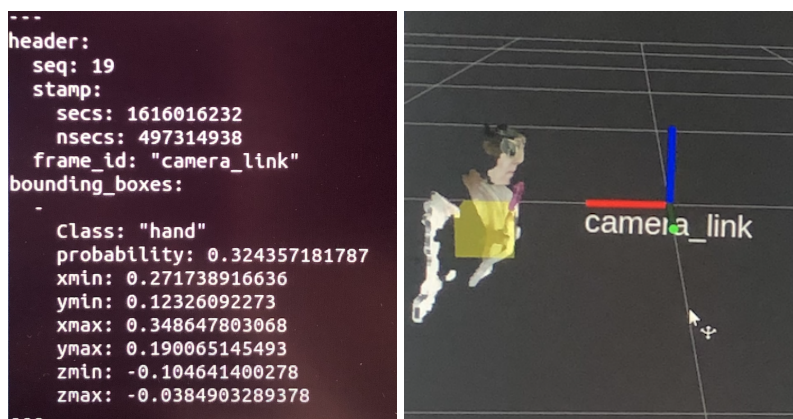 ---
header:
seq: 19
stamp:
secs: 1616016232
nsecs: 497314938
frame_id: "camera_link"
bounding_boxes:
-
Class: "hand"
probability: 0.324357181787
xmin: 0.271738916636
ymin: 0.12326092273
xmax: 0.348647803068
ymax: 0.190065145493
zmin: -0.104641400278
zmax: -0.0384903289378
---
camera_link